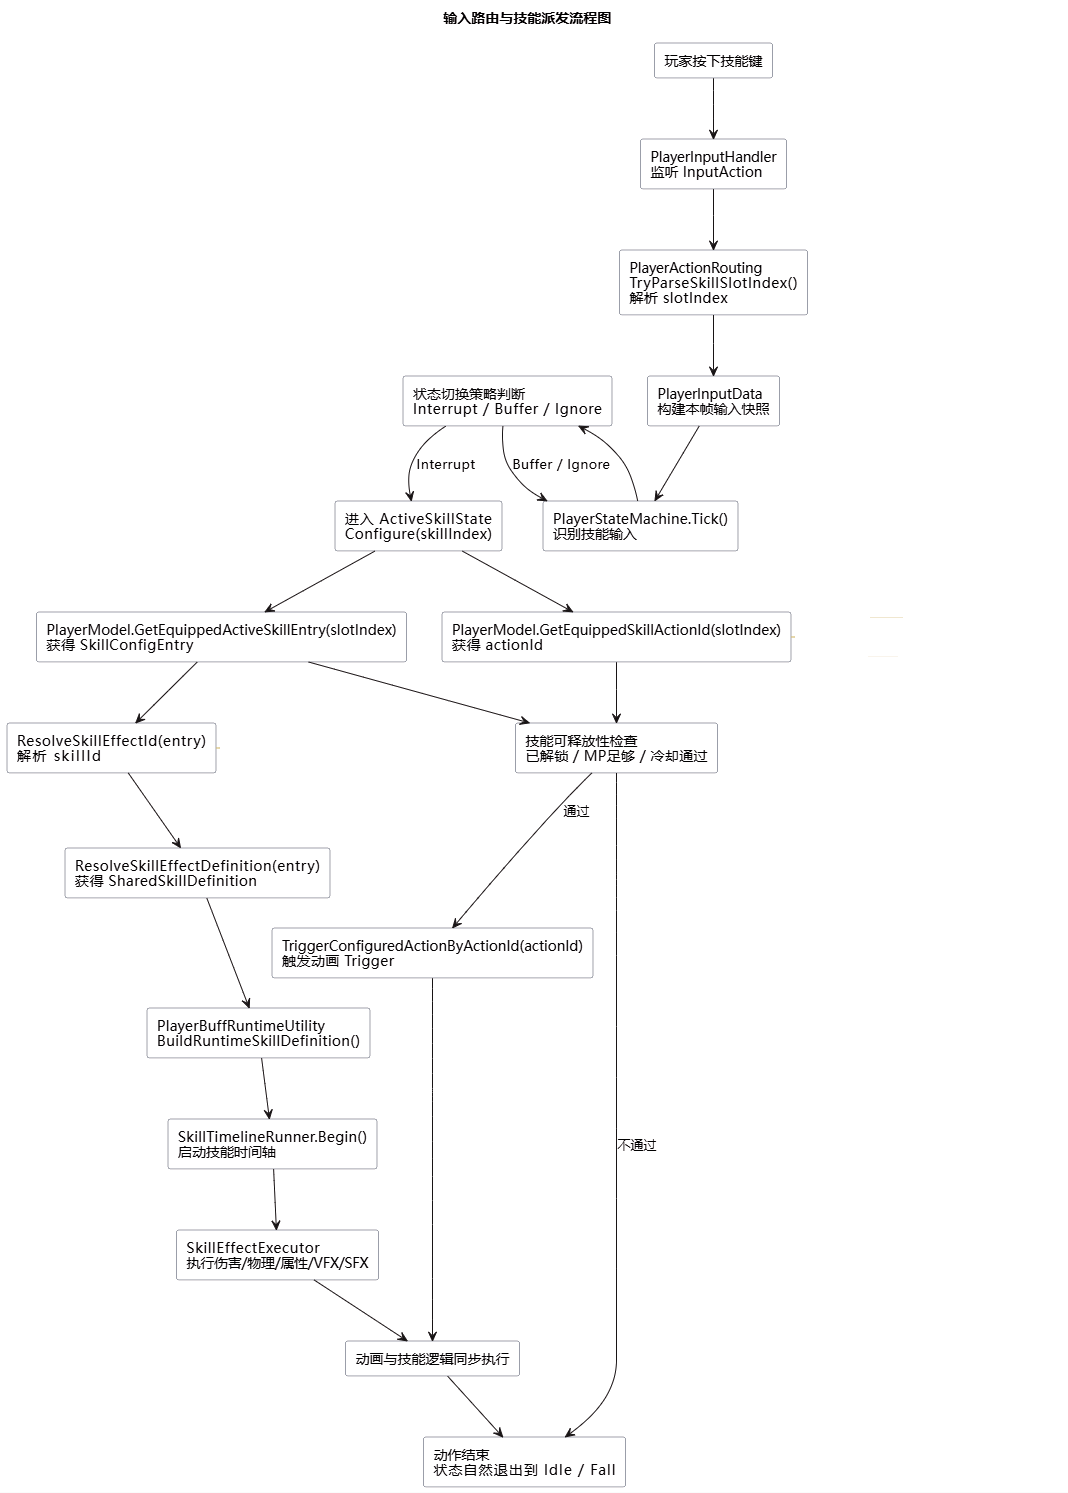 输入路由与技能派发流程图
玩家按下技能键
PlayerInputHandler
监听 InputAction
PlayerActionRouting
TryParseSkillSlotIndex()
解析 slotIndex
PlayerInputData
构建本帧输入快照
状态切换策略判断
Interrupt / Buffer / Ignore
Interrupt
Buffer / Ignore
进入 ActiveSkillState
Configure(skillIndex)
PlayerStateMachine.Tick()
识别技能输入
PlayerModel.GetEquippedActiveSkillEntry(slotIndex)
获得 SkillConfigEntry
PlayerModel.GetEquippedSkillActionId(slotIndex)
获得 actionId
ResolveSkillEffectId(entry)
解析 skillId
技能可释放性检查
已解锁 / MP足够 / 冷却通过
通过
ResolveSkillEffectDefinition(entry)
获得 SharedSkillDefinition
TriggerConfiguredActionByActionId(actionId)
触发动画 Trigger
PlayerBuffRuntimeUtility
BuildRuntimeSkillDefinition()
SkillTimelineRunner.Begin()
启动技能时间轴
不通过
SkillEffectExecutor
执行伤害/物理/属性/VFX/SFX
动画与技能逻辑同步执行
动作结束
状态自然退出到 Idle / Fall